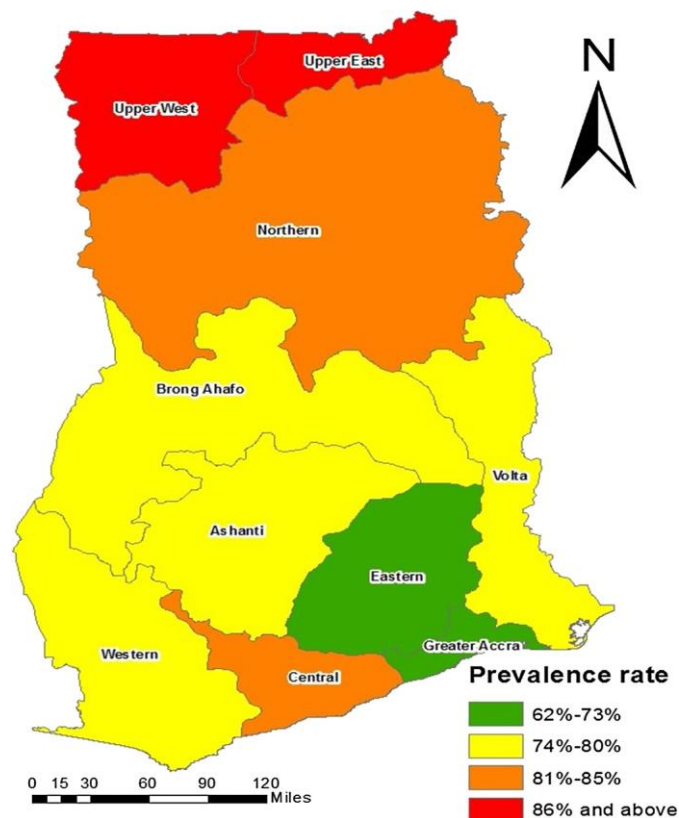 Upper East
N
Upper West
Northern
Brong Ahafo
Volta
Ashanti
Eastern
Greater Accra
Western
Central
Prevalence rate
62%-73%
74%-80%
81%-85%
86% and above
0 15 30 60 90 120
Miles